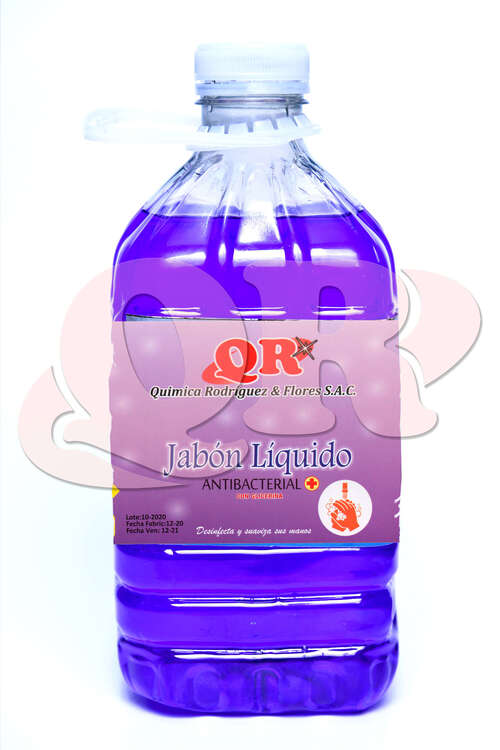 QR
Química Rodríguez & Flores S.A.C.
Jabón Líquido
ANTIBACTERIAL
CON GLICERINA
Lote:10-2020
Fecha Fabric:12-20
Fecha Ven: 12-21
Desinfecta y suaviza sus manos
QR